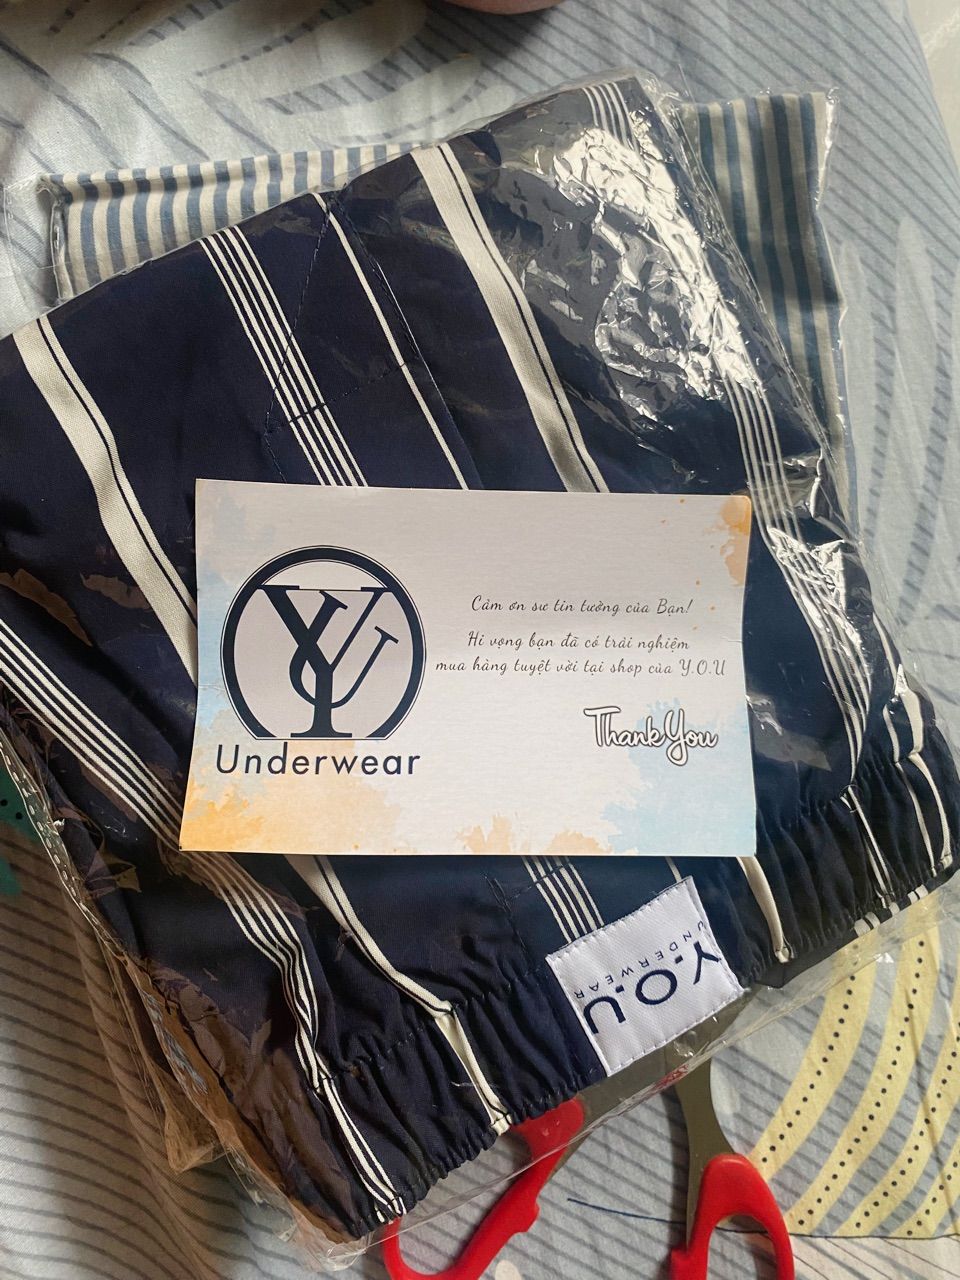 YU
Underwear
Cảm ơn sự tin tưởng của Bạn!
Hi vọng bạn đã có trải nghiệm
mua hàng tuyệt vời tại shop của Y.O.U
Thank You
Y.O.U
UNDERWEAR